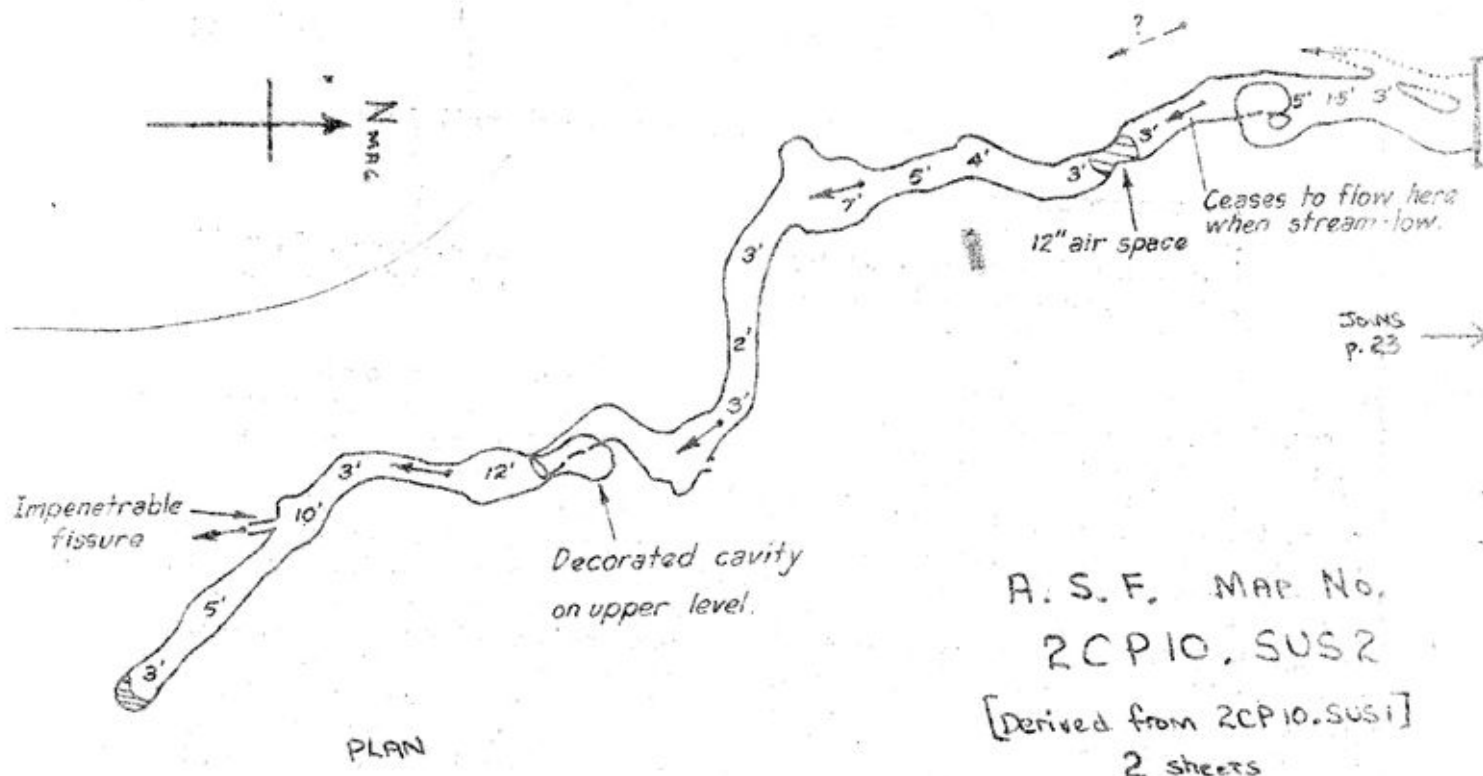 ?
N
MAG
5' 1·5' 3'
3'
3'
4'
5'
7'
Ceases to flow here
when stream low.
12" air space
3'
2'
3'
JOINS
p. 23
12'
3'
10'
Impenetrable
fissure
Decorated cavity
on upper level.
5'
3'
PLAN
A. S. F. MAP No.
2CP10. SUS2
[Derived from 2CP10.SUS1]
2 sheets